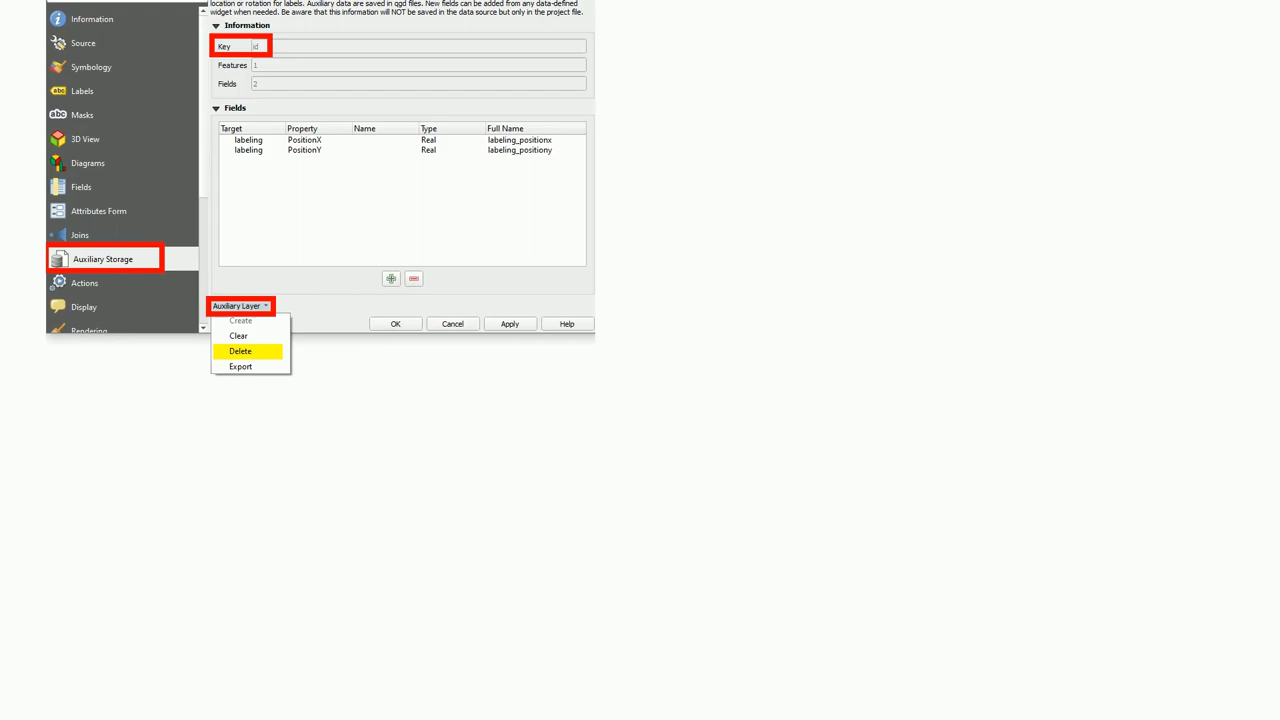 location or rotation for labels. Auxiliary data are saved in qgd files. New fields can be added from any data-defined
widget when needed. Be aware that this information will NOT be saved in the data source but only in the project file.
Information
Source
Symbology
Labels
Masks
3D View
Diagrams
Fields
Attributes Form
Joins
Auxiliary Storage
Actions
Display
Rendering
Information
Key id
Features 1
Fields 2
Fields
Target Property Name Type Full Name
labeling PositionX Real labeling_positionx
labeling PositionY Real labeling_positiony
Auxiliary Layer
Create
Clear
Delete
Export
OK Cancel Apply Help